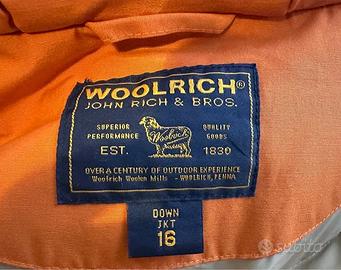 WOOLRICH®
JOHN RICH & BROS.
SUPERIOR PERFORMANCE
QUALITY GOODS
Woolrich
EST. 1830
OVER A CENTURY OF OUTDOOR EXPERIENCE
Woolrich Woolen Mills - WOOLRICH, PENNA
DOWN
JKT
16
subito